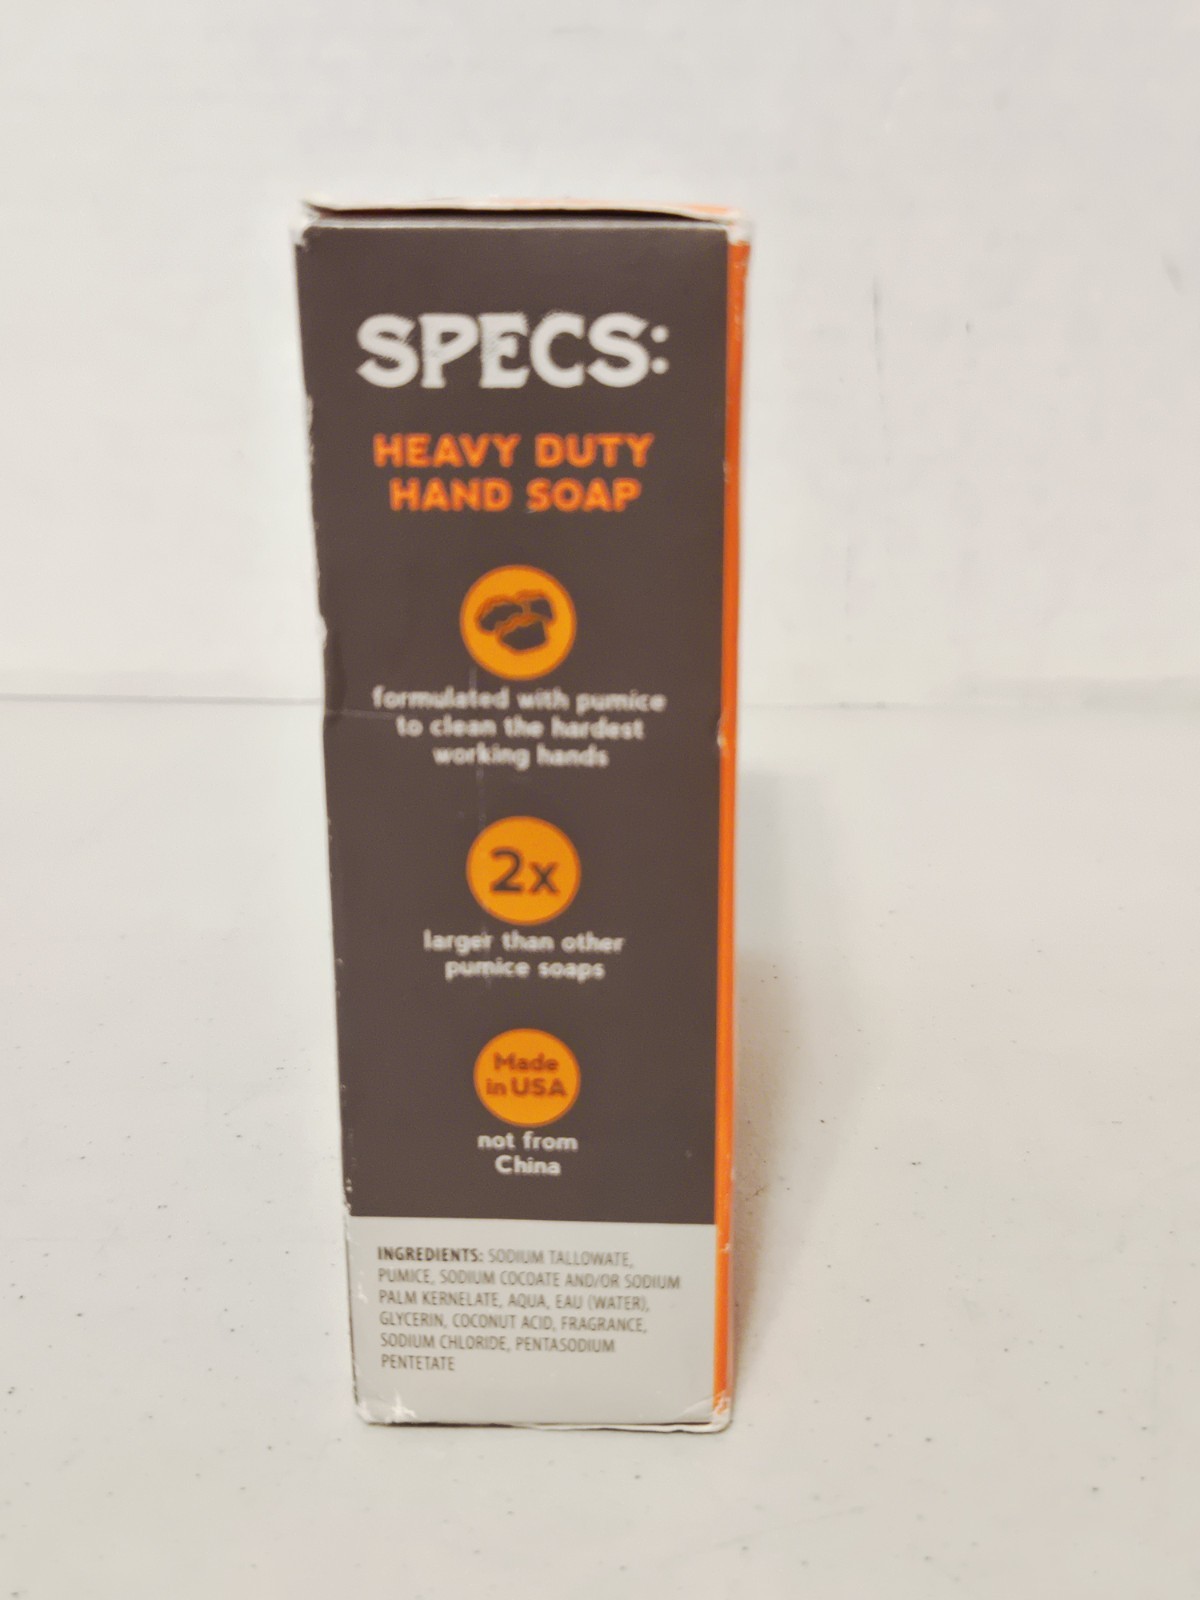 SPECS:
HEAVY DUTY
HAND SOAP
formulated with pumice
to clean the hardest
working hands
2x
larger than other
pumice soaps
Made
in USA
not from
China
INGREDIENTS: SODIUM TALLOWATE,
PUMICE, SODIUM COCOATE AND/OR SODIUM
PALM KERNELATE, AQUA, EAU (WATER),
GLYCERIN, COCONUT ACID, FRAGRANCE,
SODIUM CHLORIDE, PENTASODIUM
PENTETATE